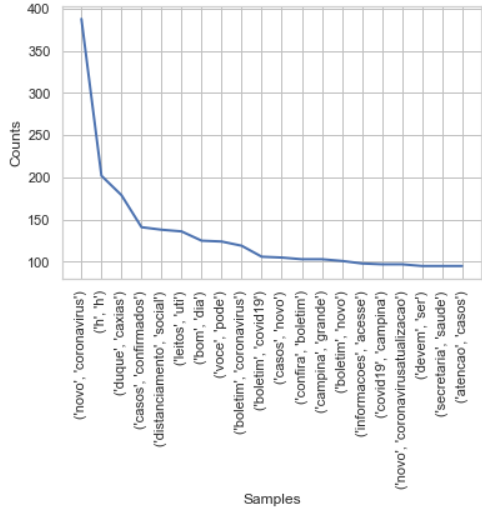 400
350
300
250
200
150
100
Counts
('novo', 'coronavirus')
('h', 'h')
('duque', 'caxias')
('casos', 'confirmados')
('distanciamento', 'social')
('leitos', 'uti')
('bom', 'dia')
('voce', 'pode')
('boletim', 'coronavirus')
('boletim', 'covid19')
('casos', 'novo')
('confira', 'boletim')
('campina', 'grande')
('boletim', 'novo')
('informacoes', 'acesse')
('covid19', 'campina')
('novo', 'coronavirusatualizacao')
('devem', 'ser')
('secretaria', 'saude')
('atencao', 'casos')
Samples